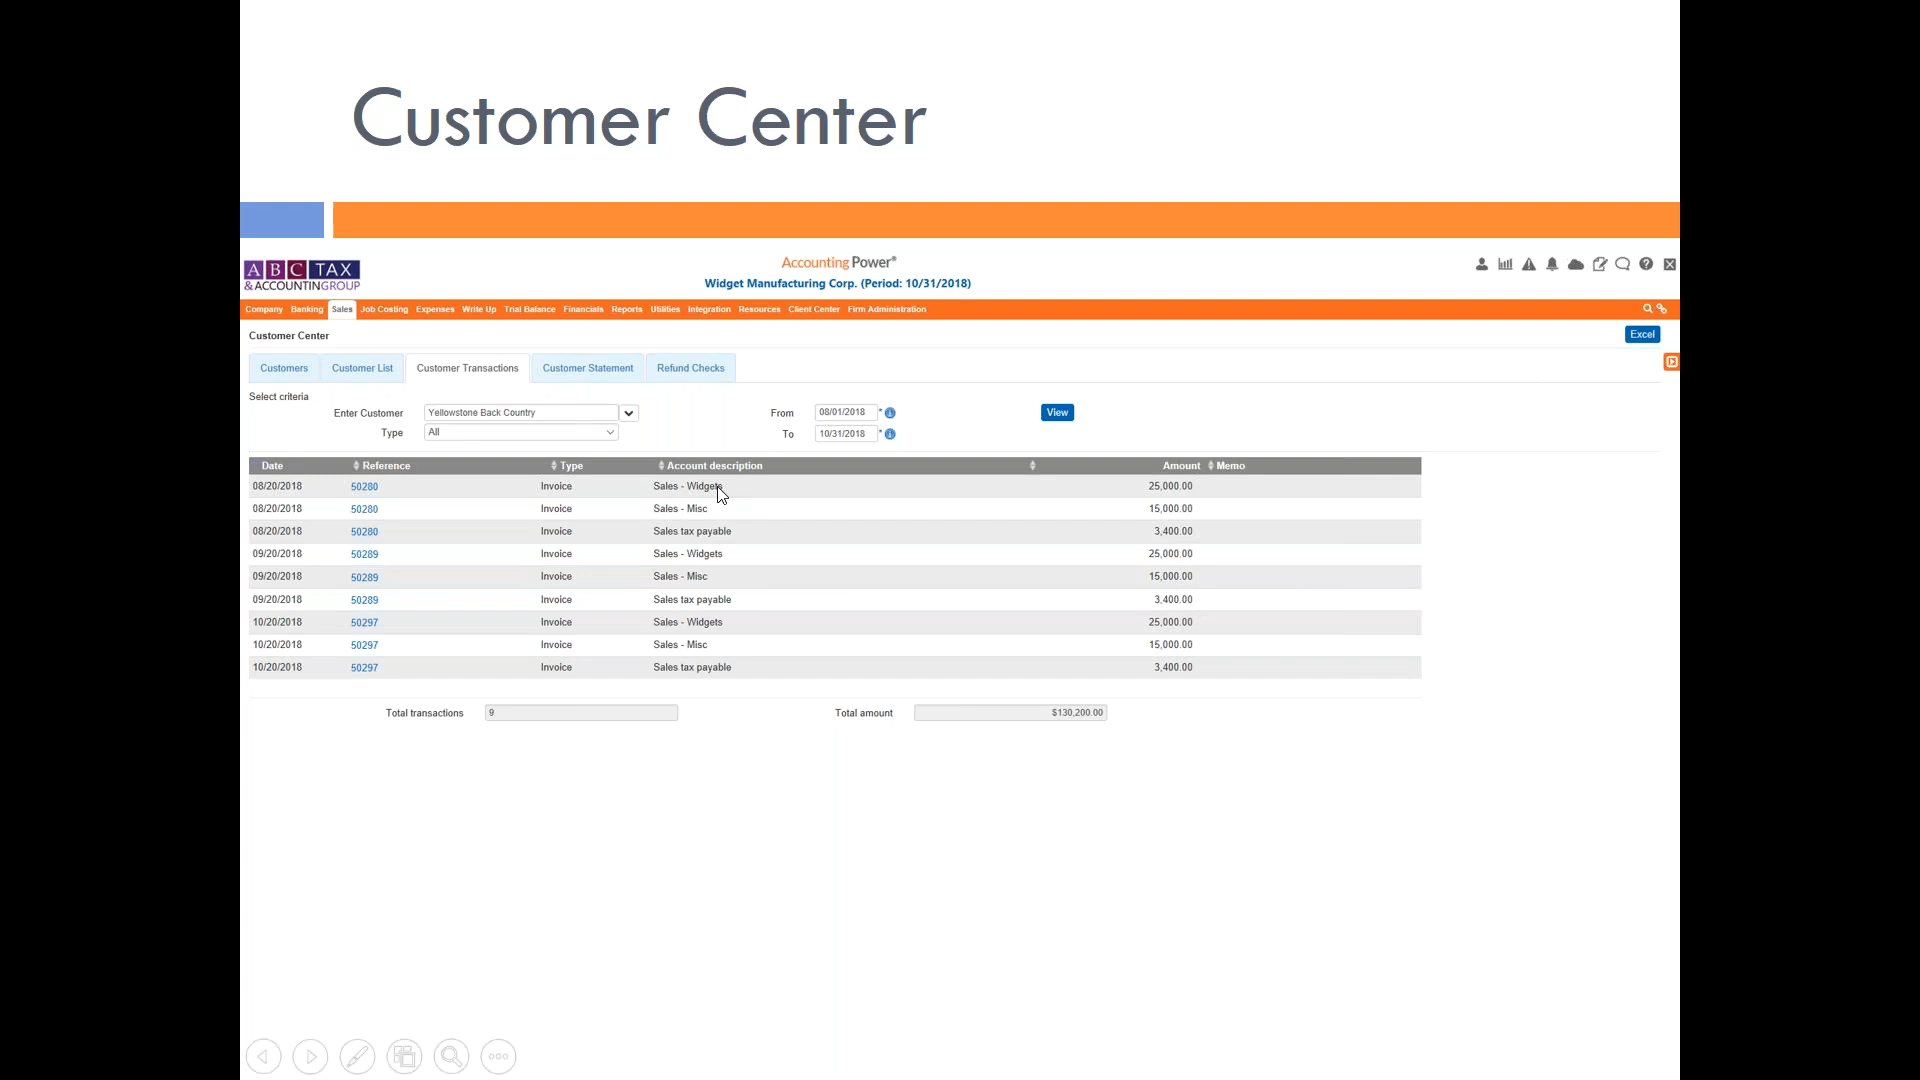 Customer Center
ABC TAX
& ACCOUNTING GROUP
Accounting Power®
Widget Manufacturing Corp. (Period: 10/31/2018)
Company Banking Sales Job Costing Expenses Write Up Trial Balance Financials Reports Utilities Integration Resources Client Center Firm Administration
Customer Center Excel
Customers Customer List Customer Transactions Customer Statement Refund Checks
Select criteria
Enter Customer Yellowstone Back Country From 08/01/2018 * View
Type All To 10/31/2018 *
Date Reference Type Account description Amount Memo
08/20/2018 50280 Invoice Sales - Widgets 25,000.00
08/20/2018 50280 Invoice Sales - Misc 15,000.00
08/20/2018 50280 Invoice Sales tax payable 3,400.00
09/20/2018 50289 Invoice Sales - Widgets 25,000.00
09/20/2018 50289 Invoice Sales - Misc 15,000.00
09/20/2018 50289 Invoice Sales tax payable 3,400.00
10/20/2018 50297 Invoice Sales - Widgets 25,000.00
10/20/2018 50297 Invoice Sales - Misc 15,000.00
10/20/2018 50297 Invoice Sales tax payable 3,400.00
Total transactions 9 Total amount $130,200.00